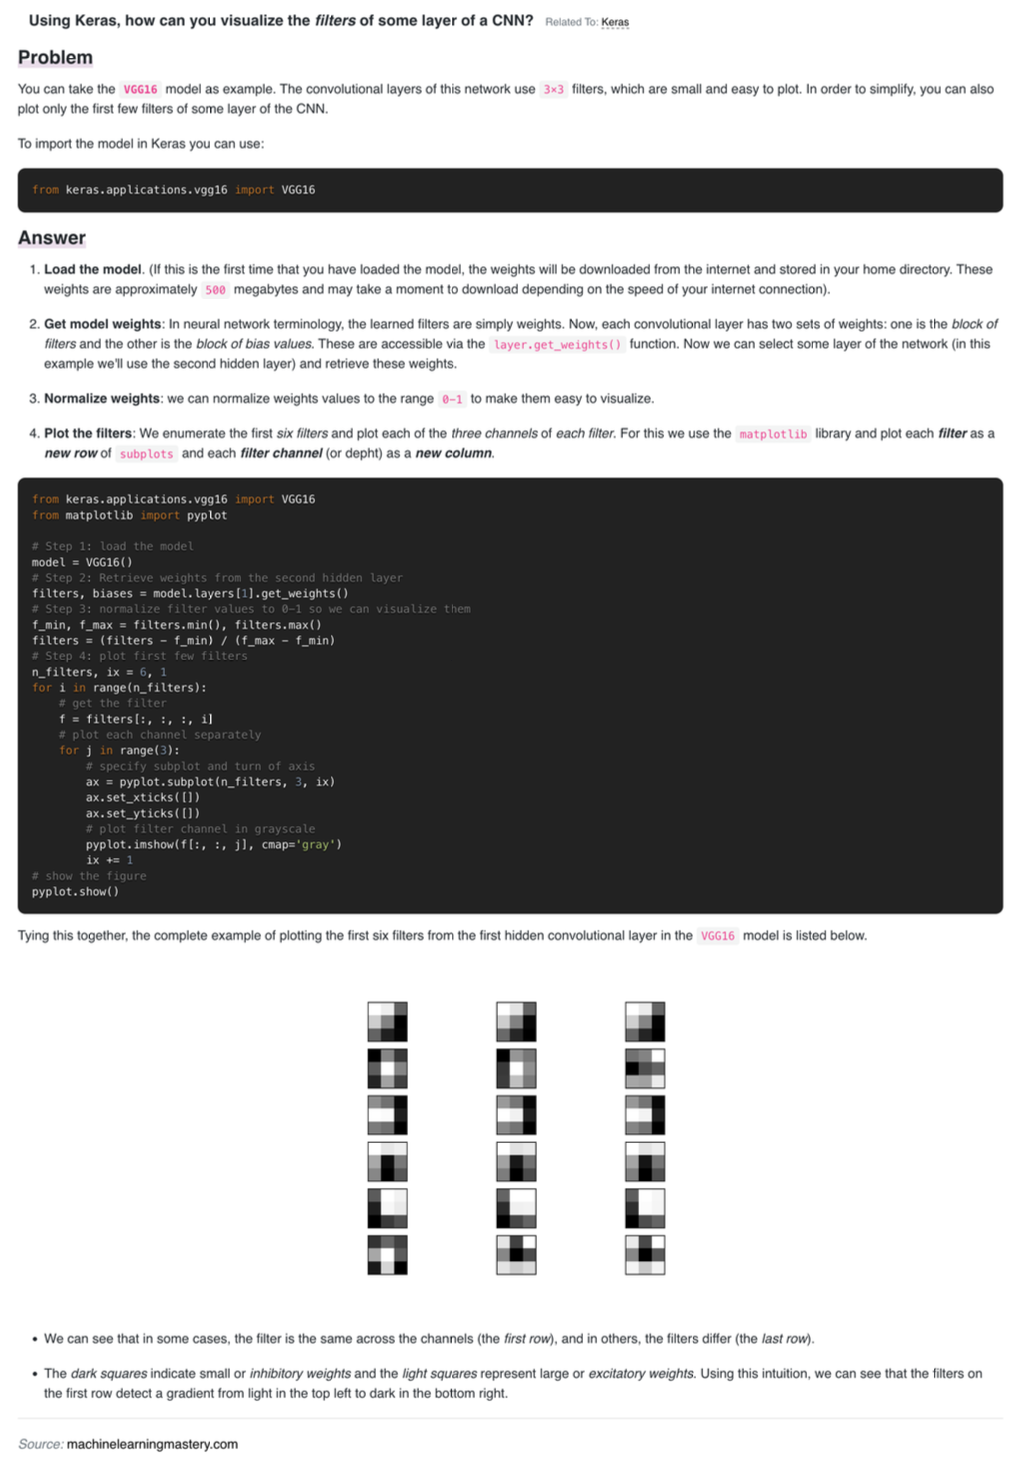 Using Keras, how can you visualize the filters of some layer of a CNN? Related To: Keras
Problem
You can take the VGG16 model as example. The convolutional layers of this network use 3×3 filters, which are small and easy to plot. In order to simplify, you can also
plot only the first few filters of some layer of the CNN.
To import the model in Keras you can use:
from keras.applications.vgg16 import VGG16
Answer
1. Load the model. (If this is the first time that you have loaded the model, the weights will be downloaded from the internet and stored in your home directory. These
weights are approximately 500 megabytes and may take a moment to download depending on the speed of your internet connection).
2. Get model weights: In neural network terminology, the learned filters are simply weights. Now, each convolutional layer has two sets of weights: one is the block of
filters and the other is the block of bias values. These are accessible via the layer.get_weights() function. Now we can select some layer of the network (in this
example we'll use the second hidden layer) and retrieve these weights.
3. Normalize weights: we can normalize weights values to the range 0-1 to make them easy to visualize.
4. Plot the filters: We enumerate the first six filters and plot each of the three channels of each filter. For this we use the matplotlib library and plot each filter as a
new row of subplots and each filter channel (or depht) as a new column.
from keras.applications.vgg16 import VGG16
from matplotlib import pyplot
# Step 1: load the model
model = VGG16()
# Step 2: Retrieve weights from the second hidden layer
filters, biases = model.layers[1].get_weights()
# Step 3: normalize filter values to 0-1 so we can visualize them
f_min, f_max = filters.min(), filters.max()
filters = (filters - f_min) / (f_max - f_min)
# Step 4: plot first few filters
n_filters, ix = 6, 1
for i in range(n_filters):
# get the filter
f = filters[:, :, :, i]
# plot each channel separately
for j in range(3):
# specify subplot and turn of axis
ax = pyplot.subplot(n_filters, 3, ix)
ax.set_xticks([])
ax.set_yticks([])
# plot filter channel in grayscale
pyplot.imshow(f[:, :, j], cmap='gray')
ix += 1
# show the figure
pyplot.show()
Tying this together, the complete example of plotting the first six filters from the first hidden convolutional layer in the VGG16 model is listed below.
• We can see that in some cases, the filter is the same across the channels (the first row), and in others, the filters differ (the last row).
• The dark squares indicate small or inhibitory weights and the light squares represent large or excitatory weights. Using this intuition, we can see that the filters on
the first row detect a gradient from light in the top left to dark in the bottom right.
Source: machinelearningmastery.com